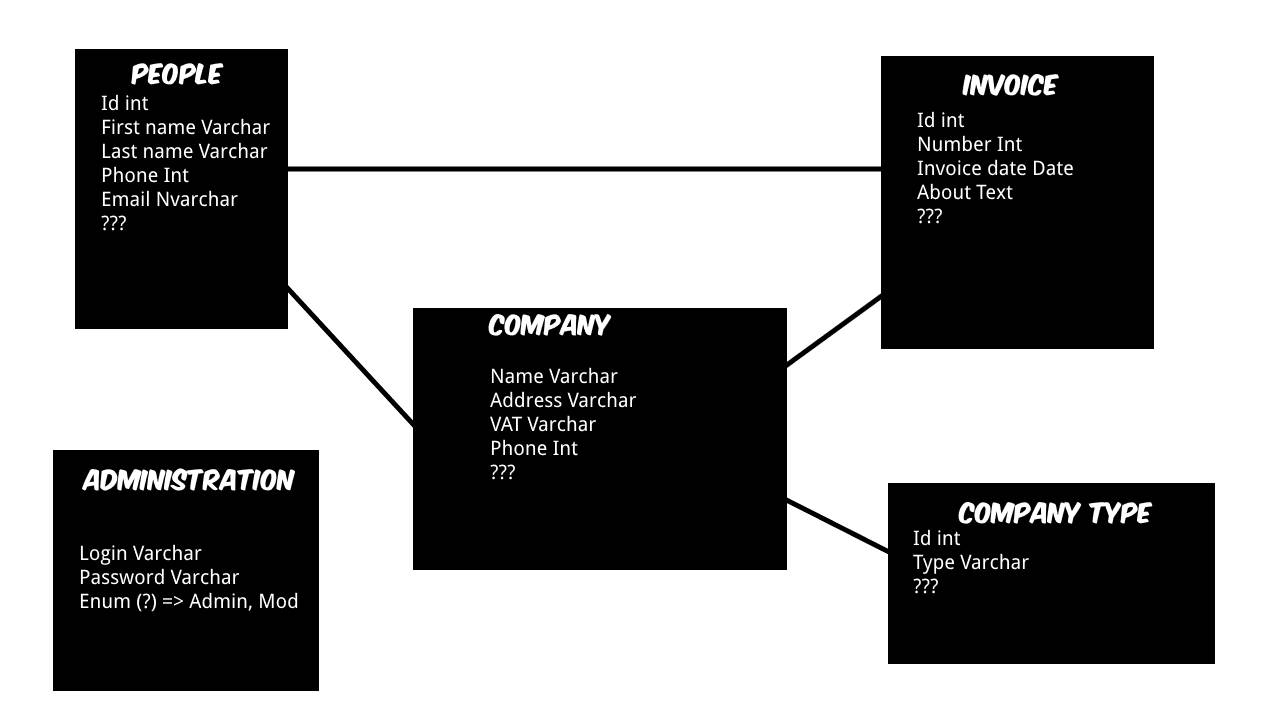 PEOPLE
Id int
First name Varchar
Last name Varchar
Phone Int
Email Nvarchar
???
INVOICE
Id int
Number Int
Invoice date Date
About Text
???
COMPANY
Name Varchar
Address Varchar
VAT Varchar
Phone Int
???
ADMINISTRATION
Login Varchar
Password Varchar
Enum (?) => Admin, Mod
COMPANY TYPE
Id int
Type Varchar
???